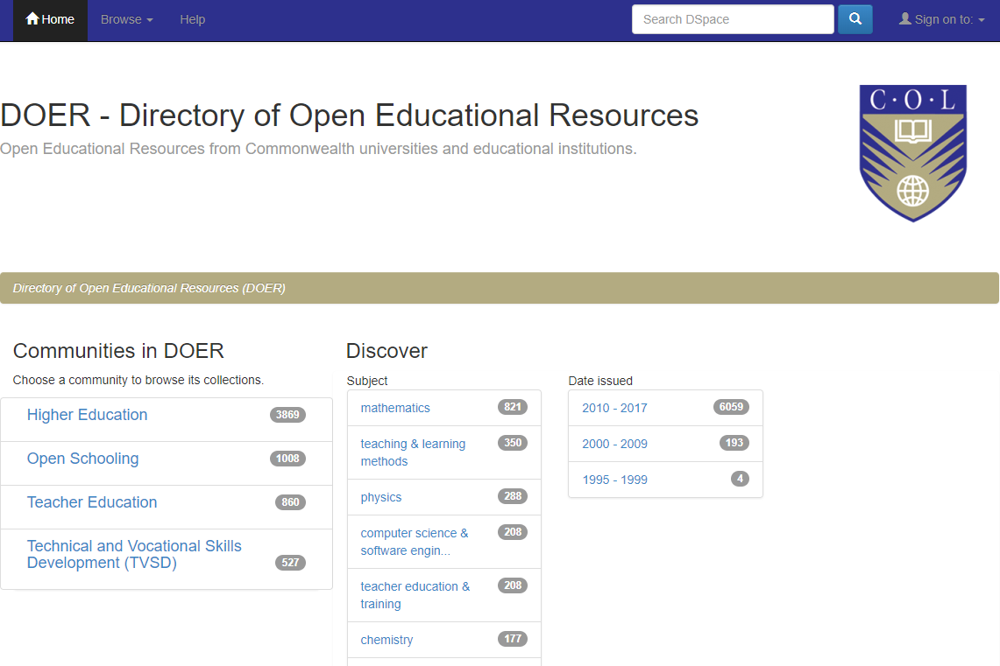 Home Browse Help Search DSpace Sign on to:
DOER - Directory of Open Educational Resources
Open Educational Resources from Commonwealth universities and educational institutions.
C·O·L
Directory of Open Educational Resources (DOER)
Communities in DOER
Choose a community to browse its collections.
Higher Education 3869
Open Schooling 1008
Teacher Education 860
Technical and Vocational Skills
Development (TVSD) 527
Discover
Subject
mathematics 821
teaching & learning 350
methods
physics 288
computer science & 208
software engin...
teacher education & 208
training
chemistry 177
Date issued
2010 - 2017 6059
2000 - 2009 193
1995 - 1999 4